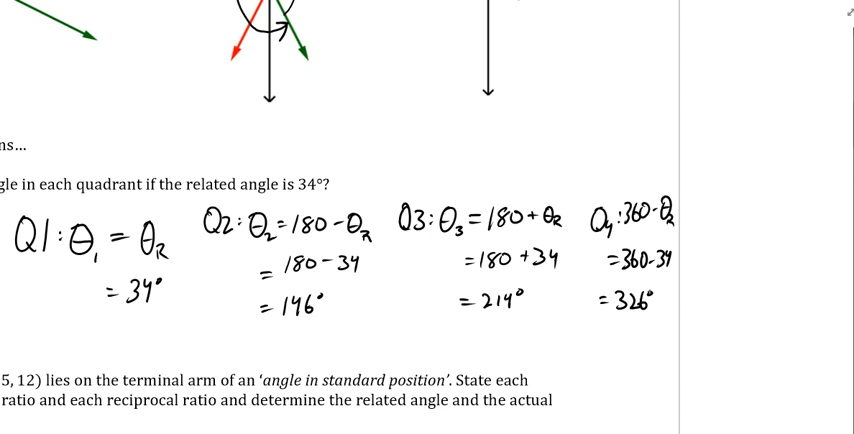 ns...
gle in each quadrant if the related angle is 34°?
Q1: θ₁ = θR
= 34°
Q2: θ₂ = 180 - θR
= 180 - 34
= 146°
Q3: θ₃ = 180 + θR
= 180 + 34
= 214°
Q4: 360 - θR
= 360 - 34
= 326°
5, 12) lies on the terminal arm of an ‘angle in standard position’. State each
ratio and each reciprocal ratio and determine the related angle and the actual